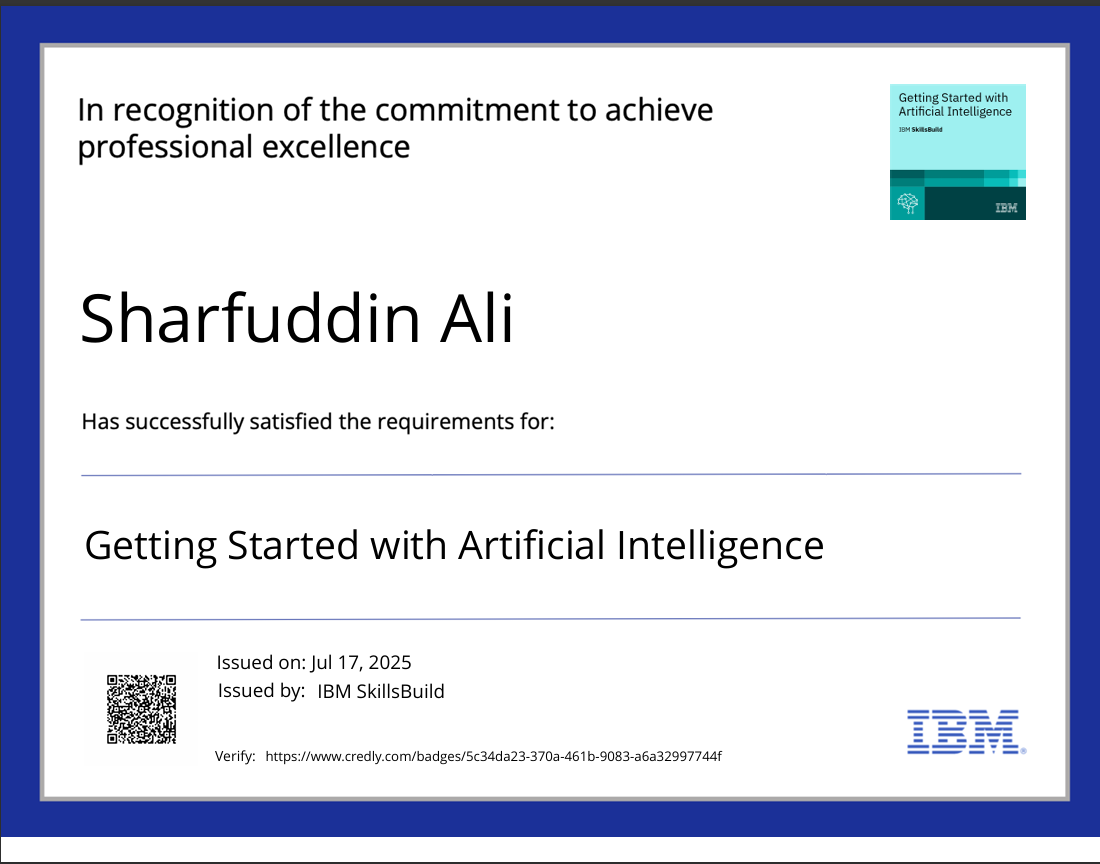 In recognition of the commitment to achieve
professional excellence
Getting Started with
Artificial Intelligence
IBM SkillsBuild
IBM
Sharfuddin Ali
Has successfully satisfied the requirements for:
Getting Started with Artificial Intelligence
Issued on: Jul 17, 2025
Issued by: IBM SkillsBuild
Verify: https://www.credly.com/badges/5c34da23-370a-461b-9083-a6a32997744f
IBM®